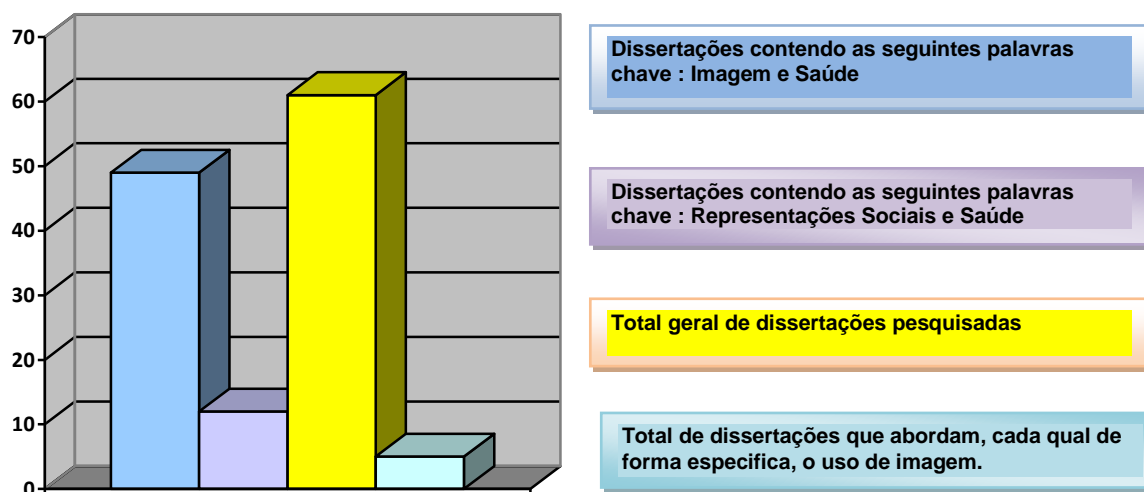 70
60
50
40
30
20
10
0
Dissertações contendo as seguintes palavras
chave : Imagem e Saúde
Dissertações contendo as seguintes palavras
chave : Representações Sociais e Saúde
Total geral de dissertações pesquisadas
Total de dissertações que abordam, cada qual de
forma especifica, o uso de imagem.